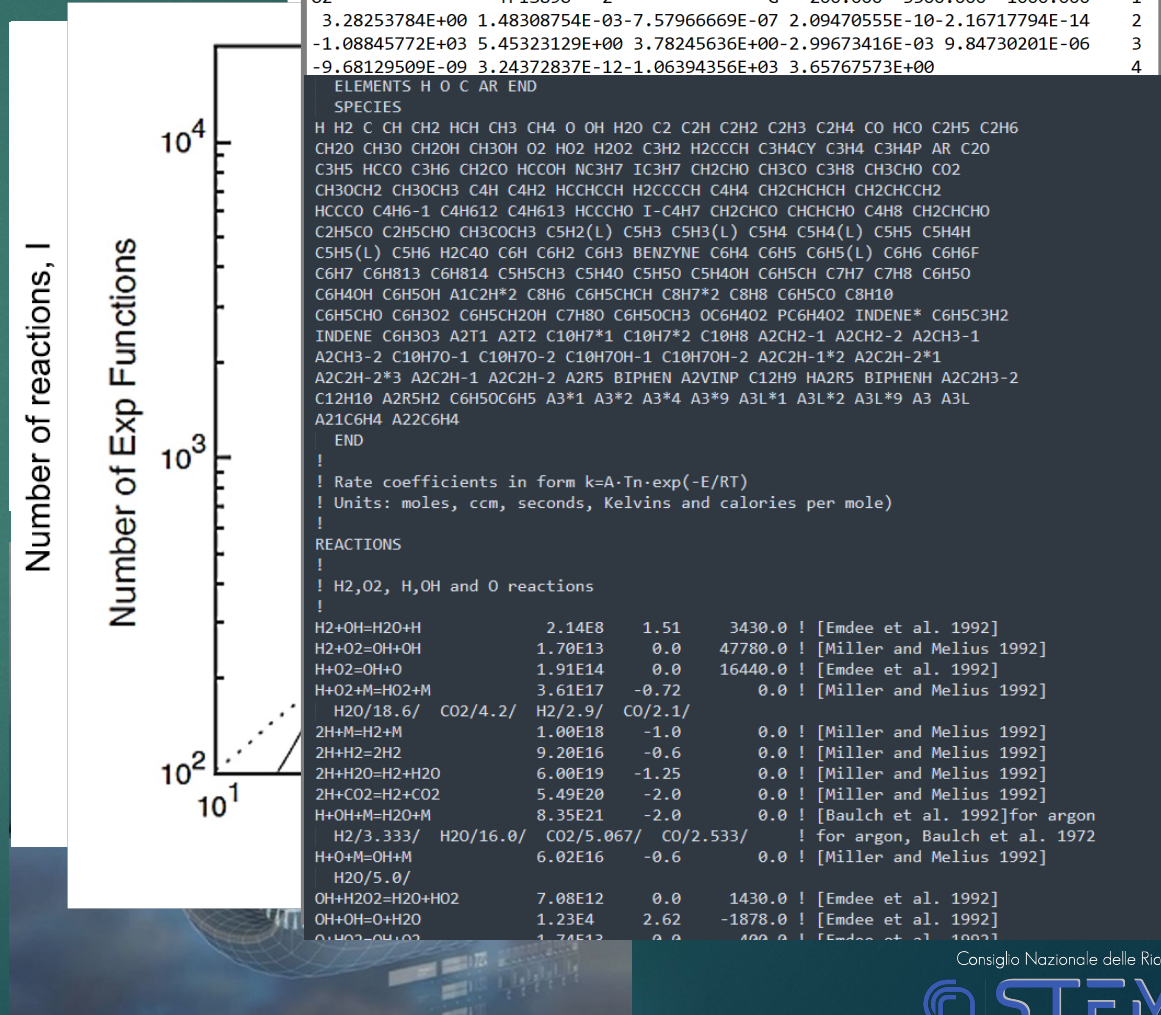 3.28253784E+00 1.48308754E-03-7.57966669E-07 2.09470555E-10-2.16717794E-14 2
-1.08845772E+03 5.45323129E+00 3.78245636E+00-2.99673416E-03 9.84730201E-06 3
-9.68129509E-09 3.24372837E-12-1.06394356E+03 3.65767573E+00 4
ELEMENTS H O C AR END
SPECIES
H H2 C CH CH2 HCH CH3 CH4 O OH H2O C2 C2H C2H2 C2H3 C2H4 CO HCO C2H5 C2H6
CH2O CH3O CH2OH CH3OH O2 HO2 H2O2 C3H2 H2CCCH C3H4CY C3H4 C3H4P AR C2O
C3H5 HCCO C3H6 CH2CO HCCOH NC3H7 IC3H7 CH2CHO CH3CO C3H8 CH3CHO CO2
CH3OCH2 CH3OCH3 C4H C4H2 HCCHCCH H2CCCCH C4H4 CH2CHCHCH CH2CHCCH2
HCCCO C4H6-1 C4H612 C4H613 HCCCHO I-C4H7 CH2CHCO CHCHCHO C4H8 CH2CHCHO
C2H5CO C2H5CHO CH3COCH3 C5H2(L) C5H3 C5H3(L) C5H4 C5H4(L) C5H5 C5H4H
C5H5(L) C5H6 H2C4O C6H C6H2 C6H3 BENZYNE C6H4 C6H5 C6H5(L) C6H6 C6H6F
C6H7 C6H813 C6H814 C5H5CH3 C5H4O C5H5O C5H4OH C6H5CH C7H7 C7H8 C6H5O
C6H4OH C6H5OH A1C2H*2 C8H6 C6H5CHCH C8H7*2 C8H8 C6H5CO C8H10
C6H5CHO C6H3O2 C6H5CH2OH C7H8O C6H5OCH3 OC6H4O2 PC6H4O2 INDENE* C6H5C3H2
INDENE C6H3O3 A2T1 A2T2 C10H7*1 C10H7*2 C10H8 A2CH2-1 A2CH2-2 A2CH3-1
A2CH3-2 C10H7O-1 C10H7O-2 C10H7OH-1 C10H7OH-2 A2C2H-1*2 A2C2H-2*1
A2C2H-2*3 A2C2H-1 A2C2H-2 A2R5 BIPHEN A2VINP C12H9 HA2R5 BIPHENH A2C2H3-2
C12H10 A2R5H2 C6H5OC6H5 A3*1 A3*2 A3*4 A3*9 A3L*1 A3L*2 A3L*9 A3 A3L
A21C6H4 A22C6H4
END
!
! Rate coefficients in form k=A·Tn·exp(-E/RT)
! Units: moles, ccm, seconds, Kelvins and calories per mole)
!
REACTIONS
!
! H2,O2, H,OH and O reactions
!
H2+OH=H2O+H 2.14E8 1.51 3430.0 ! [Emdee et al. 1992]
H2+O2=OH+OH 1.70E13 0.0 47780.0 ! [Miller and Melius 1992]
H+O2=OH+O 1.91E14 0.0 16440.0 ! [Emdee et al. 1992]
H+O2+M=HO2+M 3.61E17 -0.72 0.0 ! [Miller and Melius 1992]
H2O/18.6/ CO2/4.2/ H2/2.9/ CO/2.1/
2H+M=H2+M 1.00E18 -1.0 0.0 ! [Miller and Melius 1992]
2H+H2=2H2 9.20E16 -0.6 0.0 ! [Miller and Melius 1992]
2H+H2O=H2+H2O 6.00E19 -1.25 0.0 ! [Miller and Melius 1992]
2H+CO2=H2+CO2 5.49E20 -2.0 0.0 ! [Miller and Melius 1992]
H+OH+M=H2O+M 8.35E21 -2.0 0.0 ! [Baulch et al. 1992]for argon
H2/3.333/ H2O/16.0/ CO2/5.067/ CO/2.533/ ! for argon, Baulch et al. 1972
H+O+M=OH+M 6.02E16 -0.6 0.0 ! [Miller and Melius 1992]
H2O/5.0/
OH+H2O2=H2O+HO2 7.08E12 0.0 1430.0 ! [Emdee et al. 1992]
OH+OH=O+H2O 1.23E4 2.62 -1878.0 ! [Emdee et al. 1992]
Number of reactions, I
Number of Exp Functions
10^4
10^3
10^2
10^1
Consiglio Nazionale delle Ric
STEM